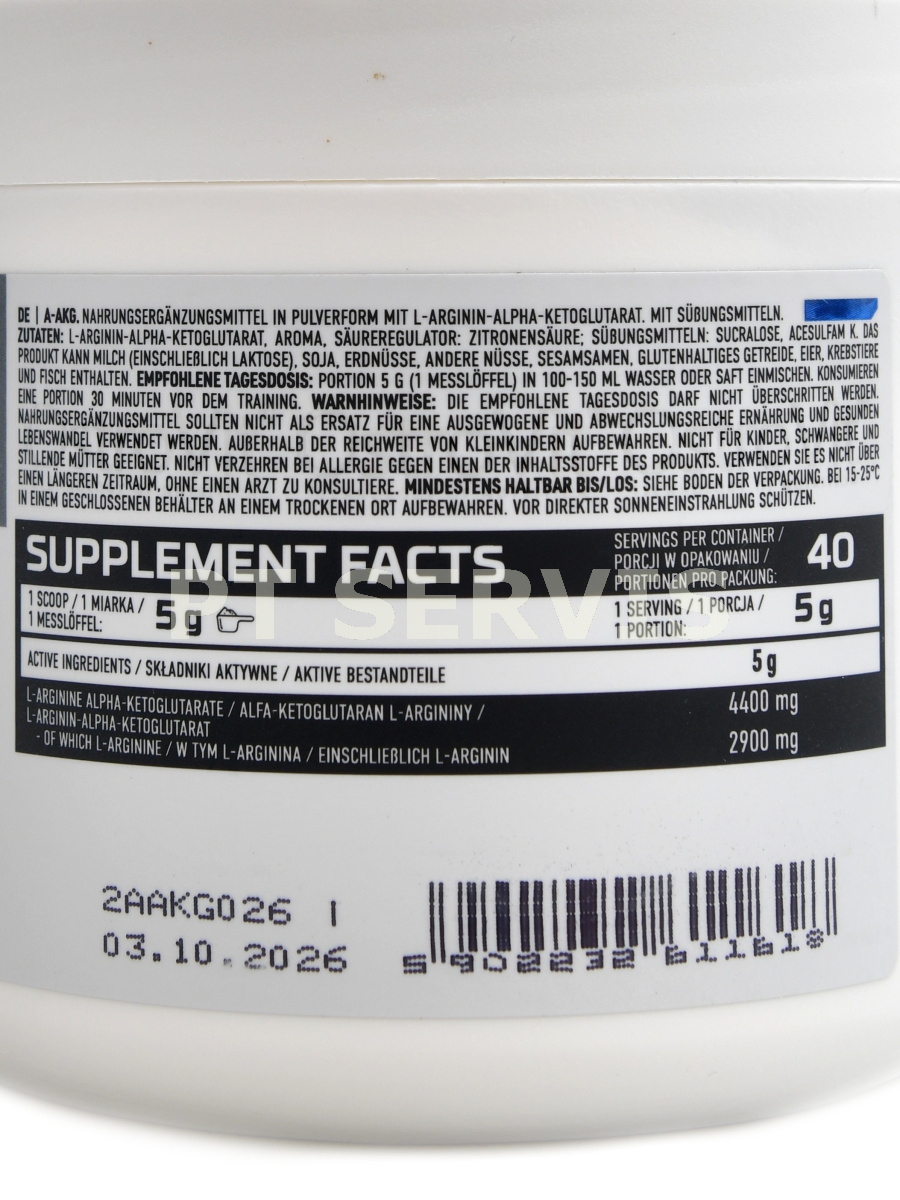 DE | A-AKG. NAHRUNGSERGÄNZUNGSMITTEL IN PULVERFORM MIT L-ARGININ-ALPHA-KETOGLUTARAT. MIT SÜßUNGSMITTELN.
ZUTATEN: L-ARGININ-ALPHA-KETOGLUTARAT, AROMA, SÄUREREGULATOR: ZITRONENSÄURE; SÜßUNGSMITTELN: SUCRALOSE, ACESULFAM K. DAS
PRODUKT KANN MILCH (EINSCHLIEßLICH LAKTOSE), SOJA, ERDNÜSSE, ANDERE NÜSSE, SESAMSAMEN, GLUTENHALTIGES GETREIDE, EIER, KREBSTIERE
UND FISCH ENTHALTEN. EMPFOHLENE TAGESDOSIS: PORTION 5 G (1 MESSLÖFFEL) IN 100-150 ML WASSER ODER SAFT EINMISCHEN. KONSUMIEREN
EINE PORTION 30 MINUTEN VOR DEM TRAINING. WARNHINWEISE: DIE EMPFOHLENE TAGESDOSIS DARF NICHT ÜBERSCHRITTEN WERDEN.
NAHRUNGSERGÄNZUNGSMITTEL SOLLTEN NICHT ALS ERSATZ FÜR EINE AUSGEWOGENE UND ABWECHSLUNGSREICHE ERNÄHRUNG UND GESUNDEN
LEBENSWANDEL VERWENDET WERDEN. AUßERHALB DER REICHWEITE VON KLEINKINDERN AUFBEWAHREN. NICHT FÜR KINDER, SCHWANGERE UND
STILLENDE MÜTTER GEEIGNET. NICHT VERZEHREN BEI ALLERGIE GEGEN EINEN DER INHALTSSTOFFE DES PRODUKTS. VERWENDEN SIE ES NICHT ÜBER
EINEN LÄNGEREN ZEITRAUM, OHNE EINEN ARZT ZU KONSULTIERE. MINDESTENS HALTBAR BIS/LOS: SIEHE BODEN DER VERPACKUNG. BEI 15-25°C
IN EINEM GESCHLOSSENEN BEHÄLTER AN EINEM TROCKENEN ORT AUFBEWAHREN. VOR DIREKTER SONNENEINSTRAHLUNG SCHÜTZEN.
SUPPLEMENT FACTS
SERVINGS PER CONTAINER /
PORCJI W OPAKOWANIU /
PORTIONEN PRO PACKUNG:
40
PT SERVIS
1 SCOOP / 1 MIARKA /
1 MESSLÖFFEL:
5 g
1 SERVING / 1 PORCJA /
1 PORTION:
5 g
ACTIVE INGREDIENTS / SKŁADNIKI AKTYWNE / AKTIVE BESTANDTEILE 5 g
L-ARGININE ALPHA-KETOGLUTARATE / ALFA-KETOGLUTARAN L-ARGININY /
L-ARGININ-ALPHA-KETOGLUTARAT
4400 mg
- OF WHICH L-ARGININE / W TYM L-ARGININA / EINSCHLIEßLICH L-ARGININ 2900 mg
2AAKG026 I
03.10.2026
5 902232 611618